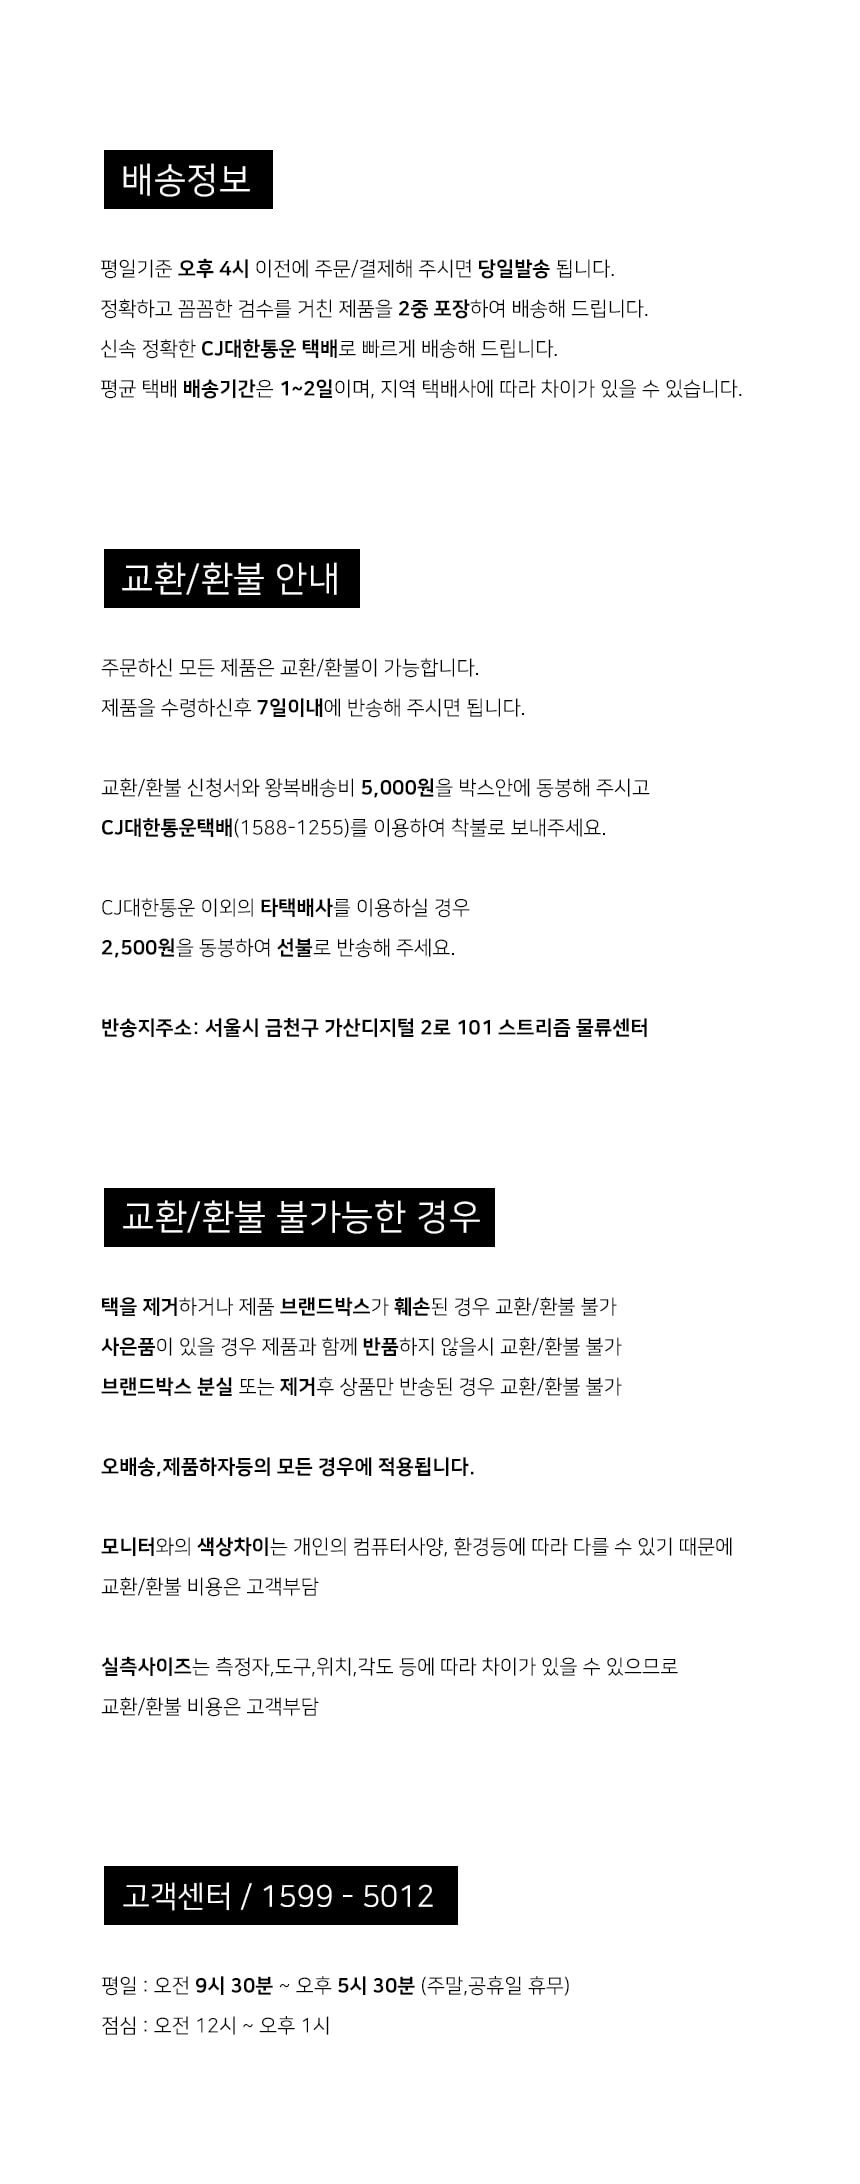 배송정보
평일기준 오후 4시 이전에 주문/결제해 주시면 당일발송 됩니다.
정확하고 꼼꼼한 검수를 거친 제품을 2중 포장하여 배송해 드립니다.
신속 정확한 CJ대한통운 택배로 빠르게 배송해 드립니다.
평균 택배 배송기간은 1~2일이며, 지역 택배사에 따라 차이가 있을 수 있습니다.
교환/환불 안내
주문하신 모든 제품은 교환/환불이 가능합니다.
제품을 수령하신후 7일이내에 반송해 주시면 됩니다.
교환/환불 신청서와 왕복배송비 5,000원을 박스안에 동봉해 주시고
CJ대한통운택배(1588-1255)를 이용하여 착불로 보내주세요.
CJ대한통운 이외의 타택배사를 이용하실 경우
2,500원을 동봉하여 선불로 반송해 주세요.
반송지주소: 서울시 금천구 가산디지털 2로 101 스트리즘 물류센터
교환/환불 불가능한 경우
택을 제거하거나 제품 브랜드박스가 훼손된 경우 교환/환불 불가
사은품이 있을 경우 제품과 함께 반품하지 않을시 교환/환불 불가
브랜드박스 분실 또는 제거후 상품만 반송된 경우 교환/환불 불가
오배송,제품하자등의 모든 경우에 적용됩니다.
모니터와의 색상차이는 개인의 컴퓨터사양, 환경등에 따라 다를 수 있기 때문에
교환/환불 비용은 고객부담
실측사이즈는 측정자,도구,위치,각도 등에 따라 차이가 있을 수 있으므로
교환/환불 비용은 고객부담
고객센터 / 1599 - 5012
평일 : 오전 9시 30분 ~ 오후 5시 30분 (주말,공휴일 휴무)
점심 : 오전 12시 ~ 오후 1시